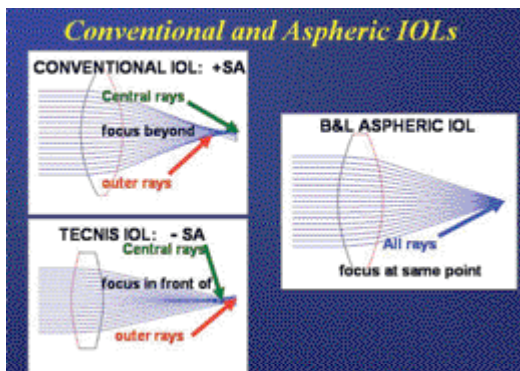 Conventional and Aspheric IOLs
CONVENTIONAL IOL: +SA
Central rays
focus beyond
outer rays
TECNIS IOL: - SA
Central rays
focus in front of
outer rays
B&L ASPHERIC IOL
All rays
focus at same point